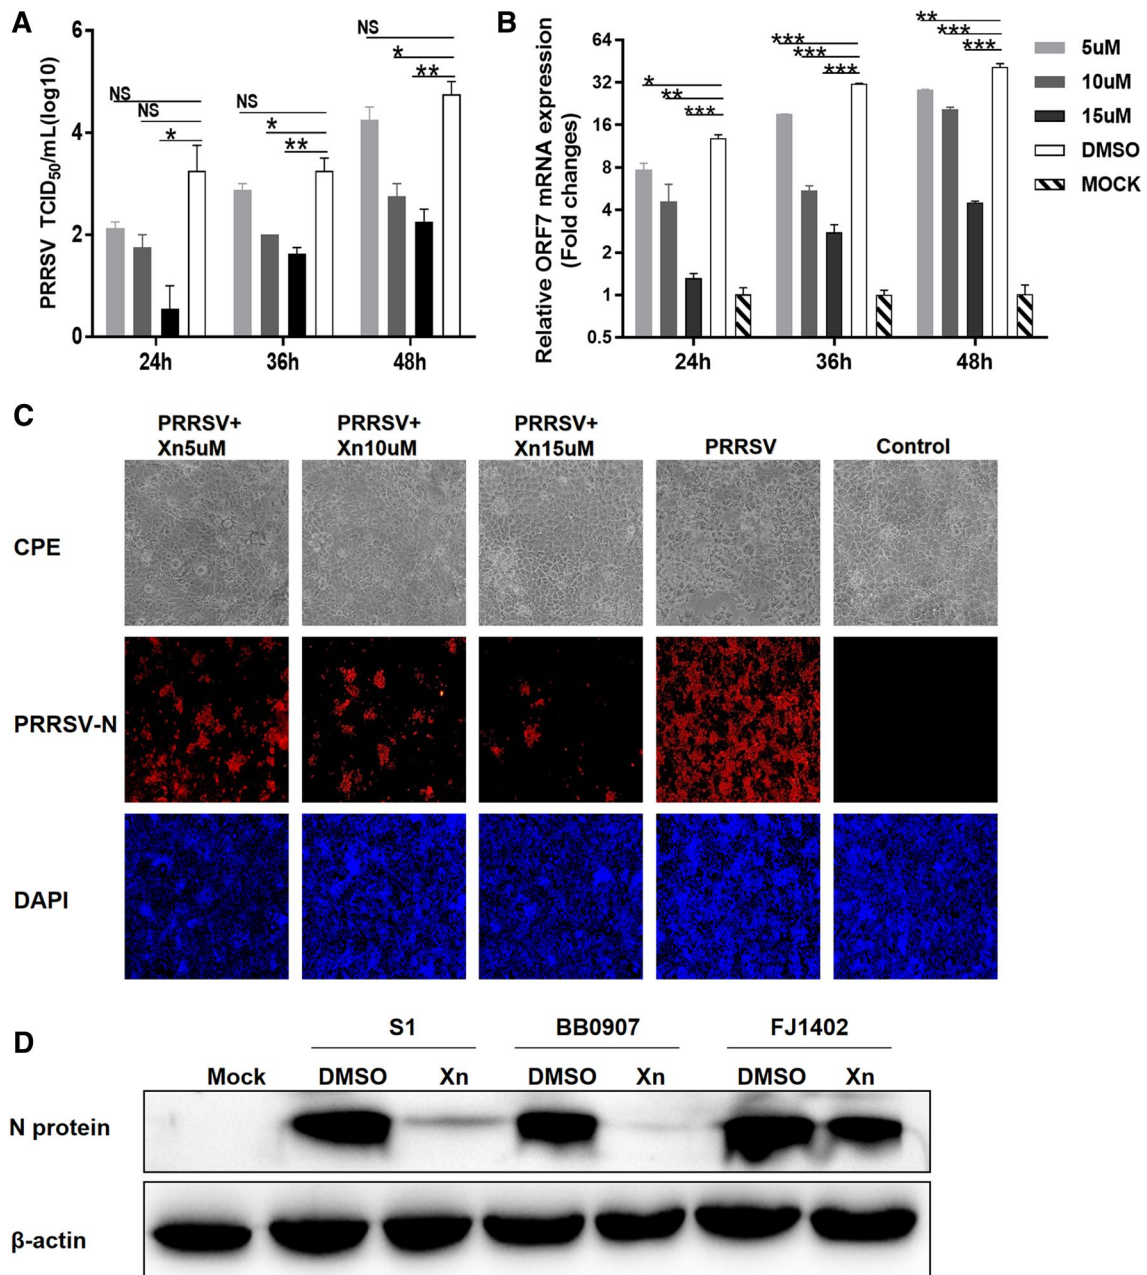 A
PRRSV TCID50/mL(log10)
6
4
2
0
NS
NS
*
NS
*
**
NS
*
**
24h
36h
48h
B
Relative ORF7 mRNA expression
(Fold changes)
64
32
16
8
4
2
1
0.5
*
**
***
***
***
***
**
***
***
24h
36h
48h
5uM
10uM
15uM
DMSO
MOCK
C
PRRSV+
Xn5uM
PRRSV+
Xn10uM
PRRSV+
Xn15uM
PRRSV
Control
CPE
PRRSV-N
DAPI
D
S1 BB0907 FJ1402
Mock DMSO Xn DMSO Xn DMSO Xn
N protein
β-actin